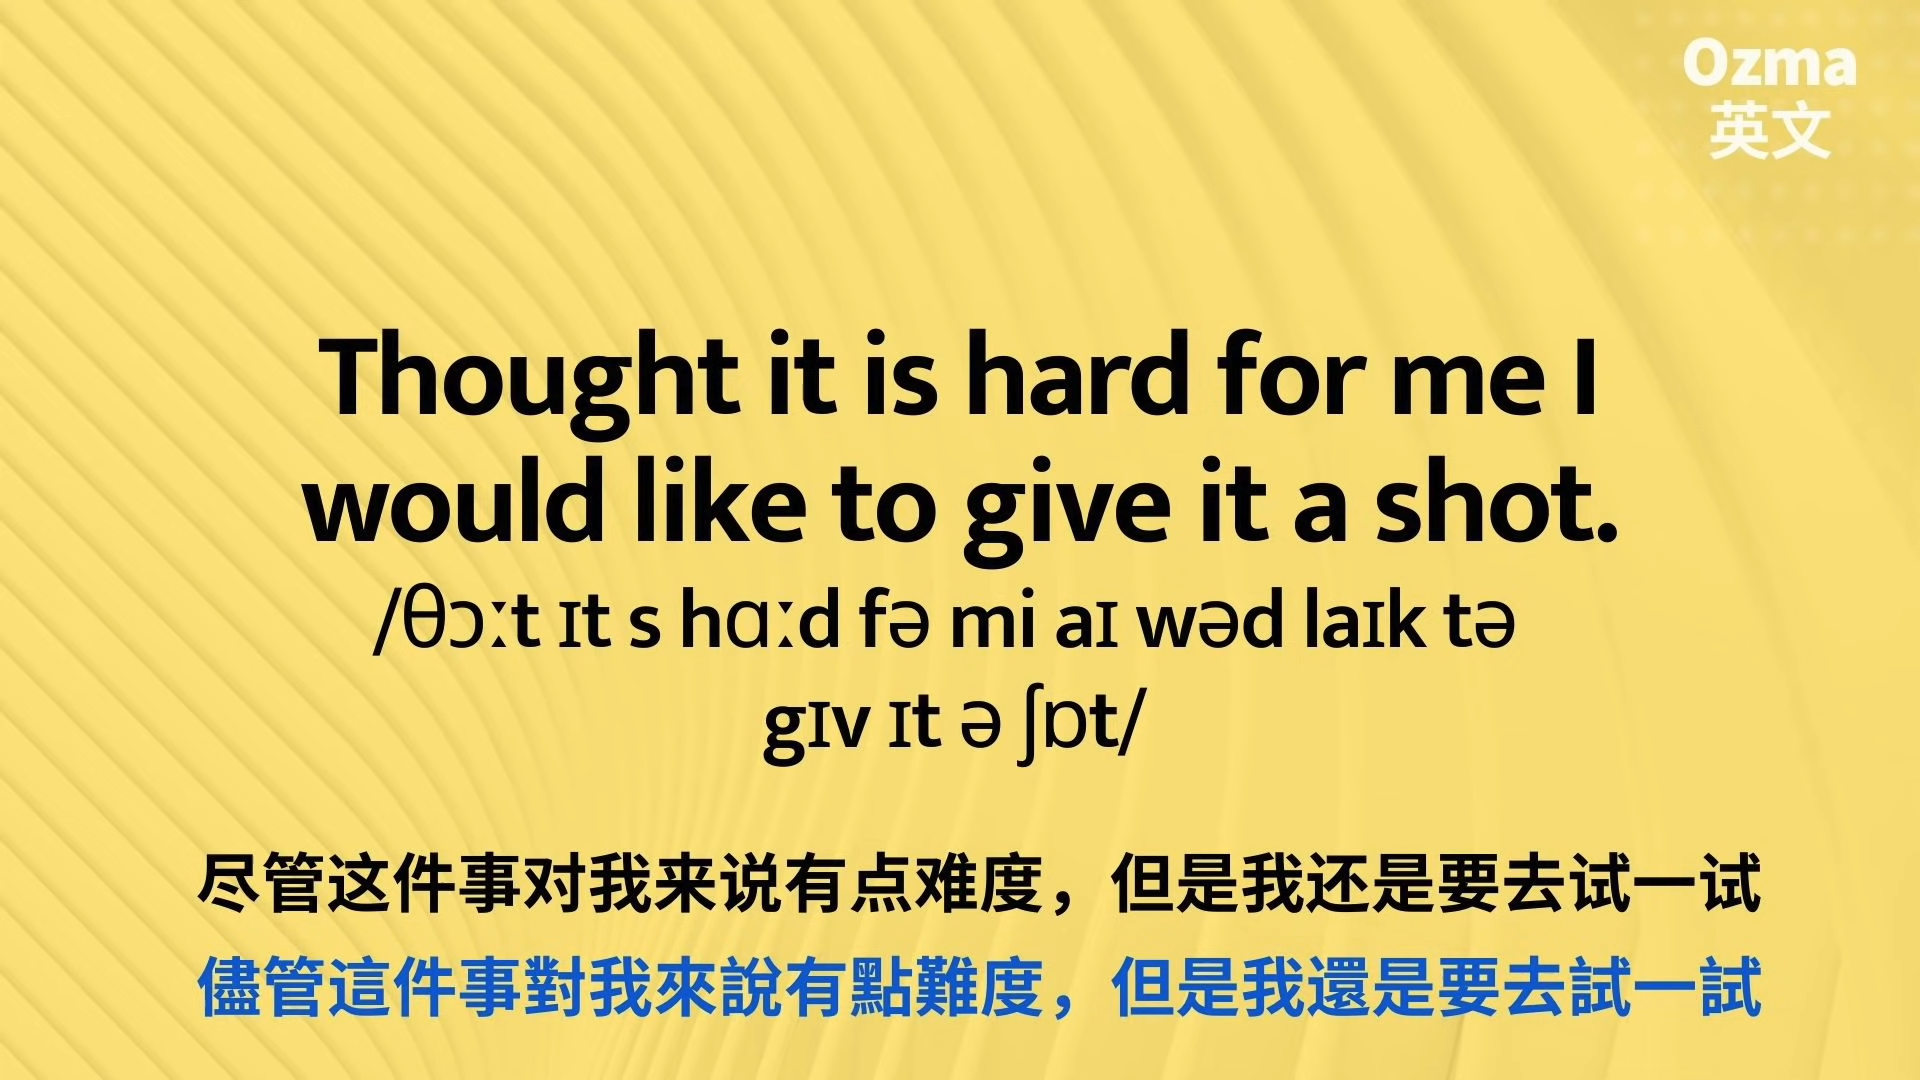 Ozma
英文
Thought it is hard for me I
would like to give it a shot.
/θɔːt ɪt s hɑːd fə mi aɪ wəd laɪk tə
gɪv ɪt ə ʃɒt/
尽管这件事对我来说有点难度，但是我还是要去试一试
儘管這件事對我來說有點難度，但是我還是要去試一試